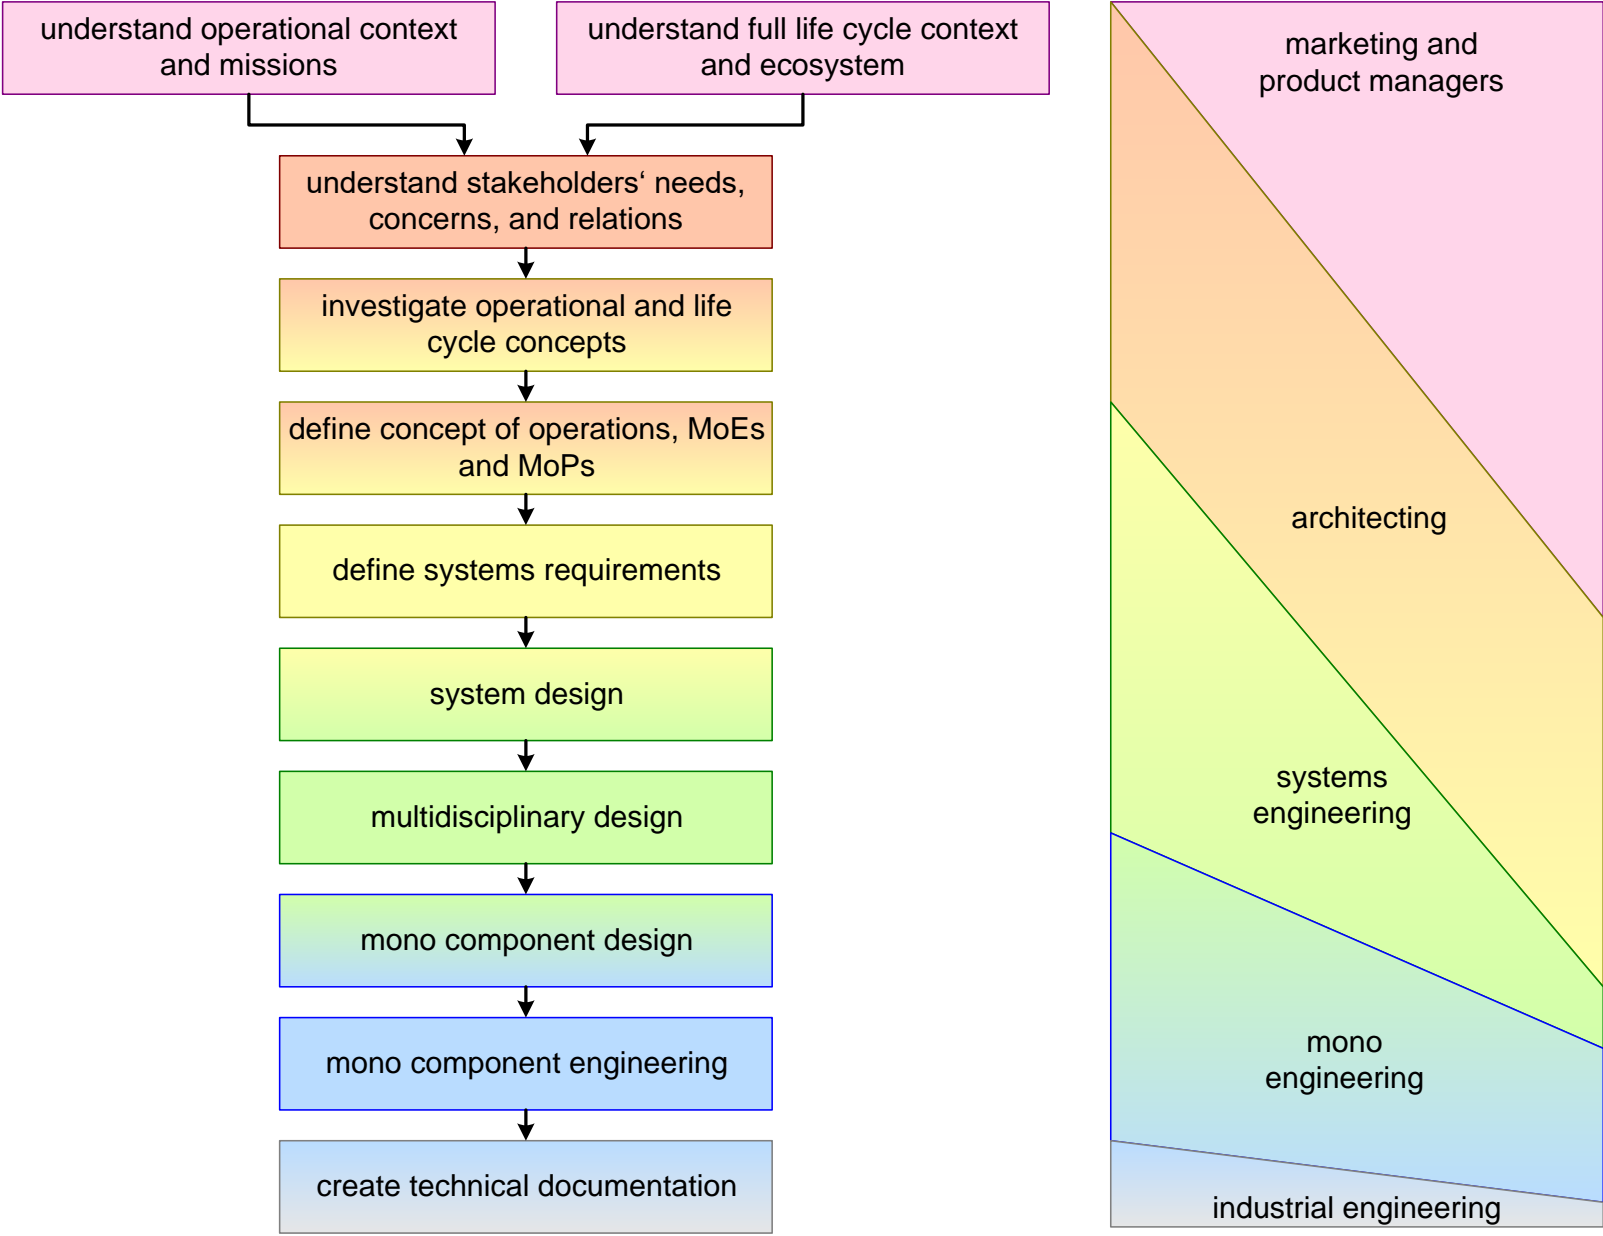 understand operational context
and missions
understand full life cycle context
and ecosystem
understand stakeholders‘ needs,
concerns, and relations
investigate operational and life
cycle concepts
define concept of operations, MoEs
and MoPs
define systems requirements
system design
multidisciplinary design
mono component design
mono component engineering
create technical documentation
marketing and
product managers
architecting
systems
engineering
mono
engineering
industrial engineering